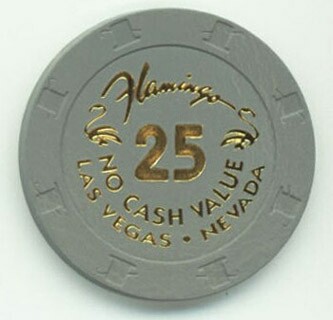 Flamingo
25
NO CASH VALUE
LAS VEGAS • NEVADA